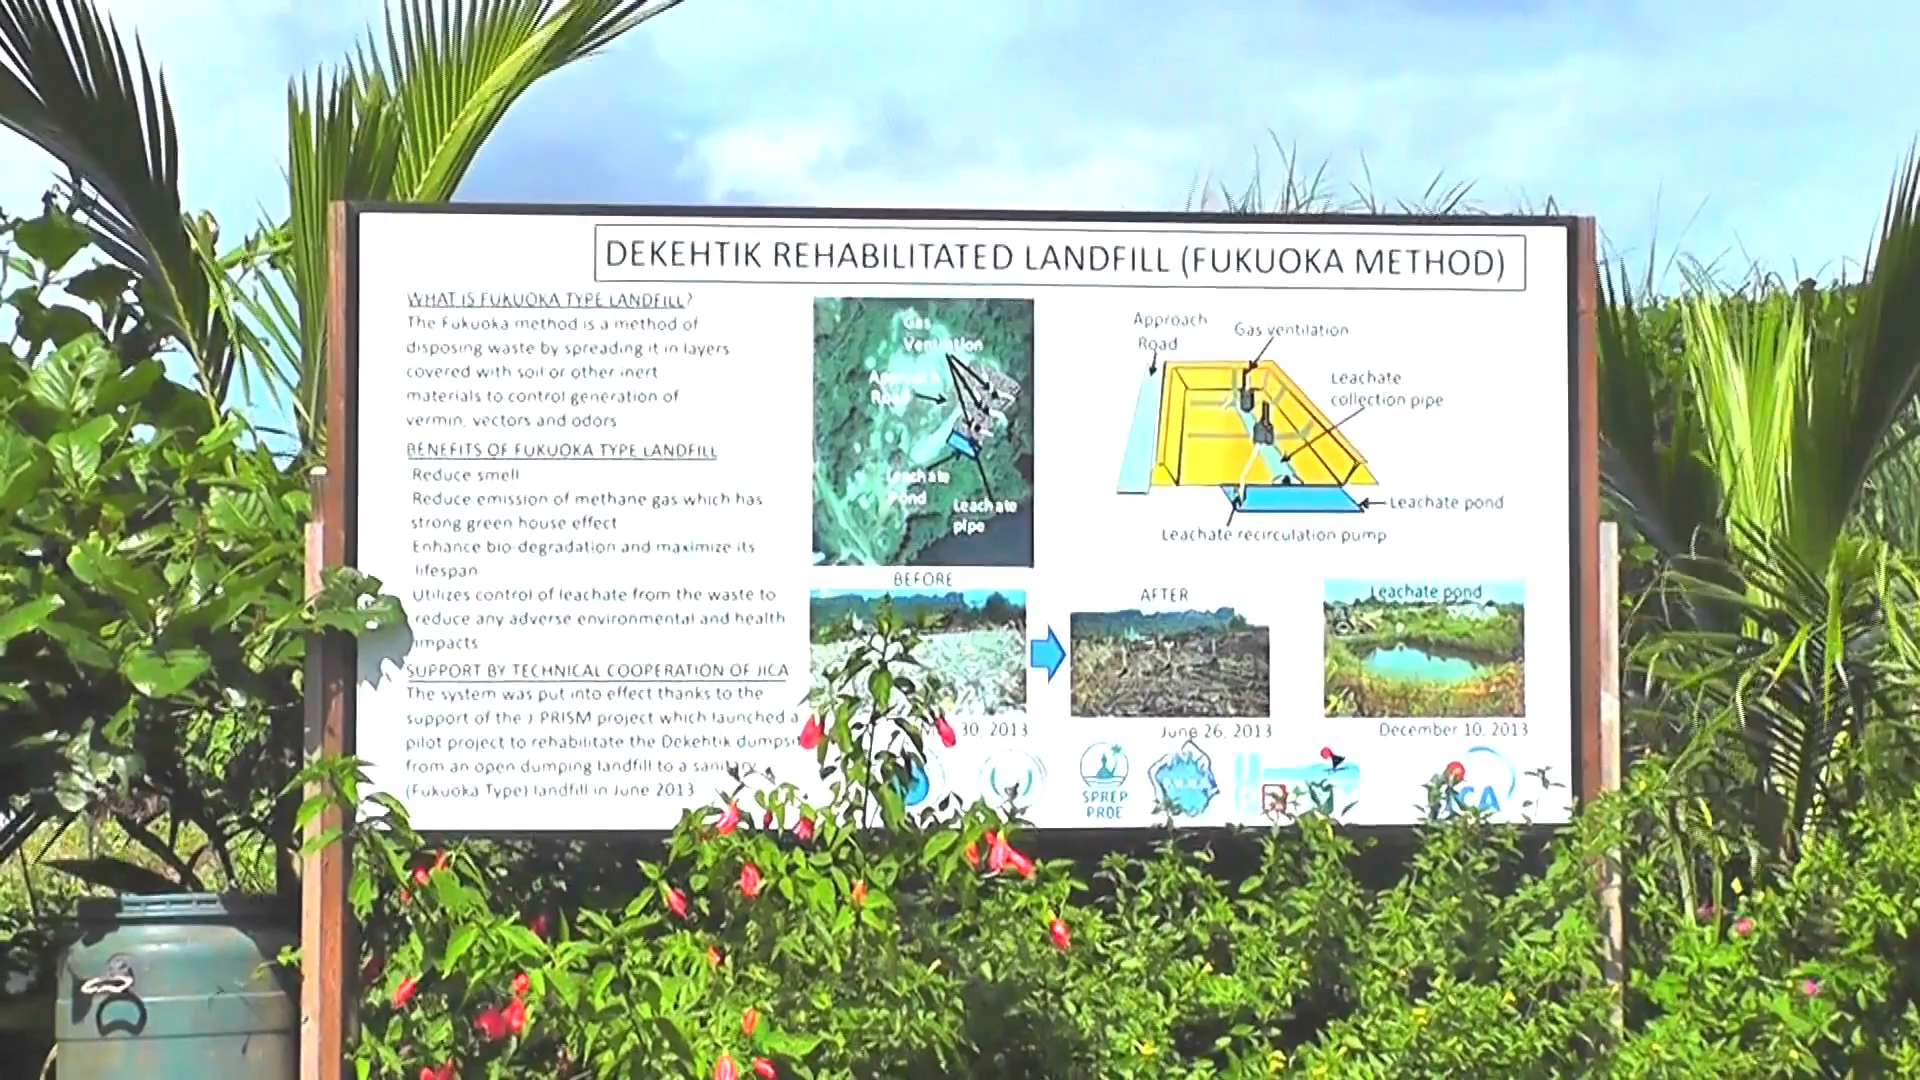 DEKEHTIK REHABILITATED LANDFILL (FUKUOKA METHOD)
WHAT IS FUKUOKA TYPE LANDFILL?
The Fukuoka method is a method of
disposing waste by spreading it in layers
covered with soil or other inert
materials to control generation of
vermin, vectors and odors
BENEFITS OF FUKUOKA TYPE LANDFILL
Reduce smell
Reduce emission of methane gas which has
strong green house effect
Enhance bio-degradation and maximize its
lifespan
Utilizes control of leachate from the waste to
reduce any adverse environmental and health
impacts
SUPPORT BY TECHNICAL COOPERATION OF JICA
The system was put into effect thanks to the
support of the J PRISM project which launched a
pilot project to rehabilitate the Dekehtik
from an open dumping landfill to a sanitary
(Fukuoka Type) landfill in June 2013
Gas
Ventilation
Approach
Road
Leachate
Pond
Leachate
pipe
Approach
Road
Gas ventilation
Leachate
collection pipe
Leachate pond
Leachate recirculation pump
BEFORE
30, 2013
AFTER
June 26, 2013
Leachate pond
December 10, 2013
SPREP
PROE